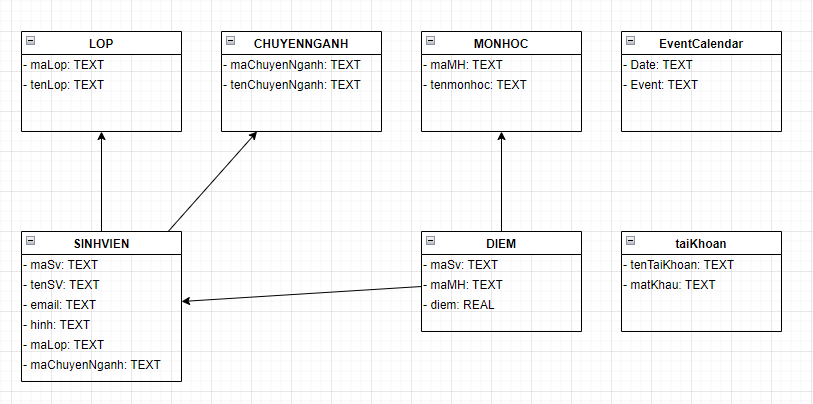 LOP
- maLop: TEXT
- tenLop: TEXT
CHUYENNGANH
- maChuyenNganh: TEXT
- tenChuyenNganh: TEXT
MONHOC
- maMH: TEXT
- tenmonhoc: TEXT
EventCalendar
- Date: TEXT
- Event: TEXT
SINHVIEN
- maSv: TEXT
- tenSV: TEXT
- email: TEXT
- hinh: TEXT
- maLop: TEXT
- maChuyenNganh: TEXT
DIEM
- maSv: TEXT
- maMH: TEXT
- diem: REAL
taiKhoan
- tenTaiKhoan: TEXT
- matKhau: TEXT